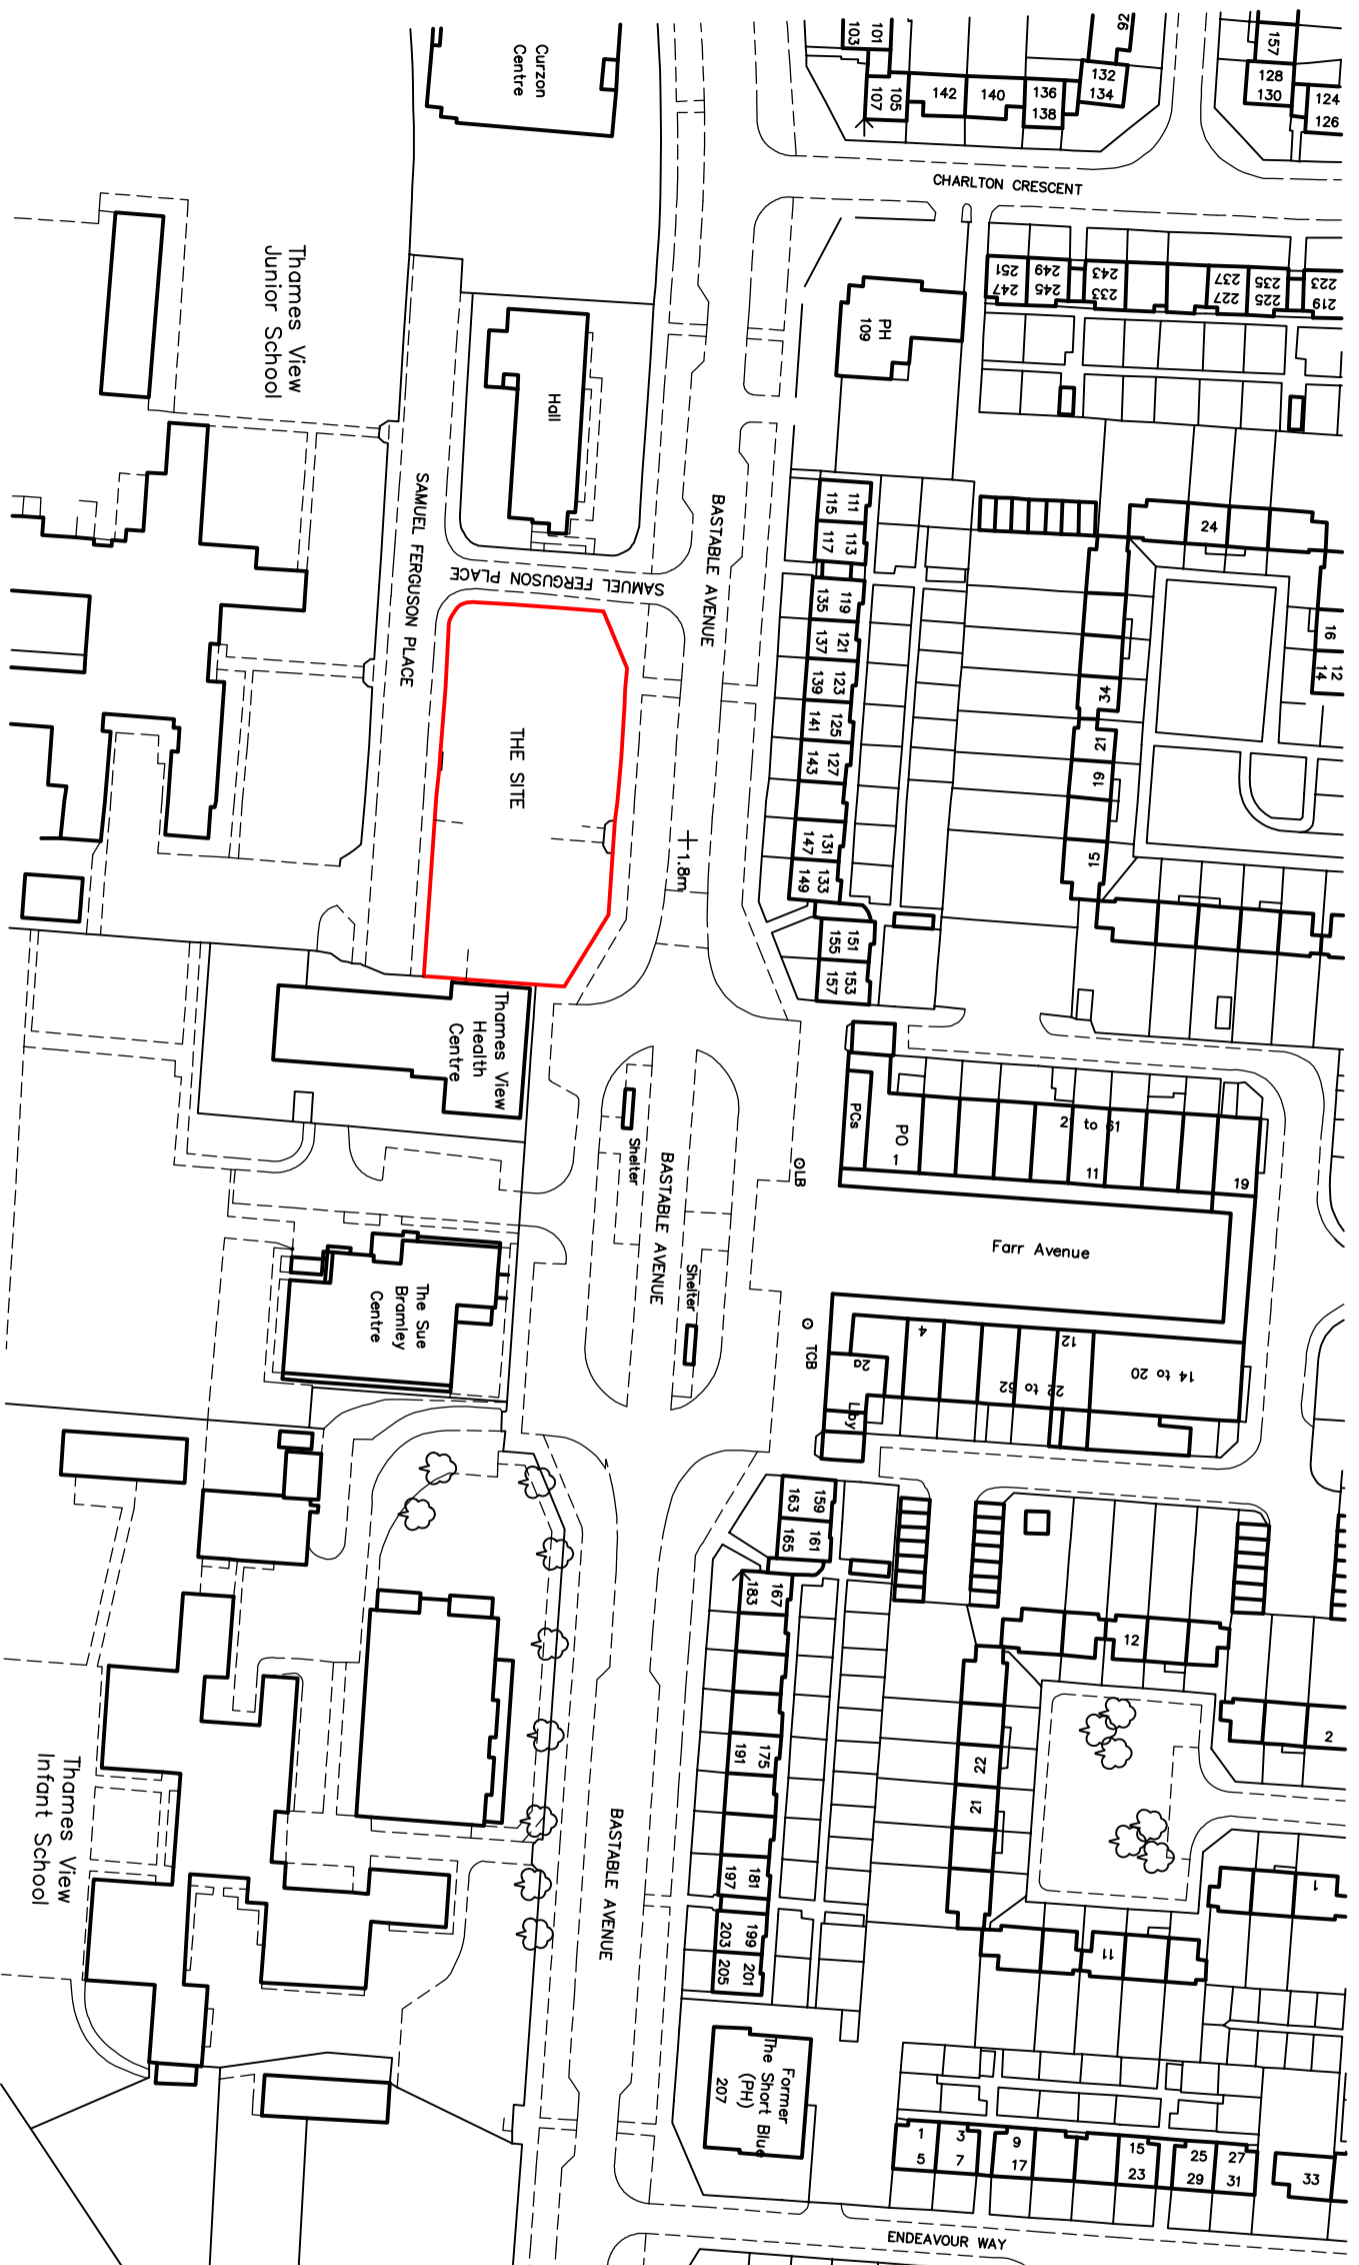 101
103
105
107
142
140
136
138
132
134
92
157
128
130
124
126
CHARLTON CRESCENT
Curzon
Centre
251
247
249
245
243
233
237
227
235
225
223
219
PH
109
Thames View
Junior School
Hall
SAMUEL FERGUSON PLACE
SAMUEL FERGUSON PLACE
BASTABLE AVENUE
111
115
113
117
119
135
121
137
123
139
125
141
127
143
131
147
133
149
151
155
153
157
24
16
12
14
34
21
19
15
THE SITE
1.8m
Thames View
Health
Centre
Shelter
BASTABLE AVENUE
Shelter
LB
TCB
PCs
PO
1
2 to 61
11
19
Farr Avenue
4
2a
Lby
12
22 to 62
14 to 20
The Sue
Bramley
Centre
159
163
161
165
167
183
175
191
181
197
199
203
201
205
12
2
22
21
1
11
BASTABLE AVENUE
Thames View
Infant School
Former
The Short Blue
(PH)
207
1
5
3
7
9
17
15
23
25
29
27
31
33
ENDEAVOUR WAY